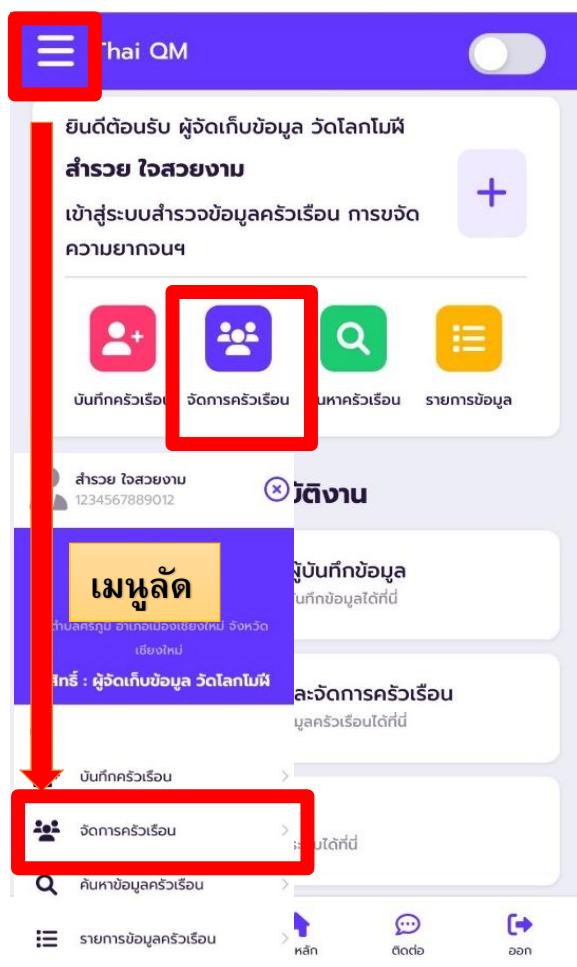 Thai QM
ยินดีต้อนรับ ผู้จัดเก็บข้อมูล วัดโลกโมฬี
สำรวย ใจสวยงาม
เข้าสู่ระบบสำรวจข้อมูลครัวเรือน การขจัด
ความยากจนฯ
บันทึกครัวเรือน จัดการครัวเรือน ค้นหาครัวเรือน รายการข้อมูล
สำรวย ใจสวยงาม
1234567889012
บัติงาน
เมนูลัด
ผู้บันทึกข้อมูล
บันทึกข้อมูลได้ที่นี่
ตำบลศรีภูมิ อำเภอเมืองเชียงใหม่ จังหวัด
เชียงใหม่
สิทธิ์ : ผู้จัดเก็บข้อมูล วัดโลกโมฬี
และจัดการครัวเรือน
มูลครัวเรือนได้ที่นี่
บันทึกครัวเรือน
จัดการครัวเรือน
ได้ที่นี่
ค้นหาข้อมูลครัวเรือน
รายการข้อมูลครัวเรือน
หลัก ติดต่อ ออก